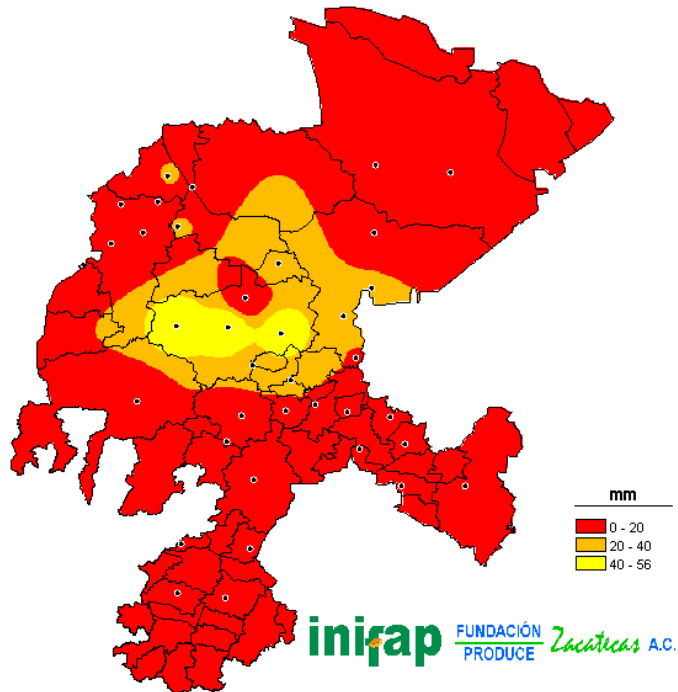 mm
0 - 20
20 - 40
40 - 56
inifap
FUNDACIÓN
PRODUCE
Zacatecas A.C.